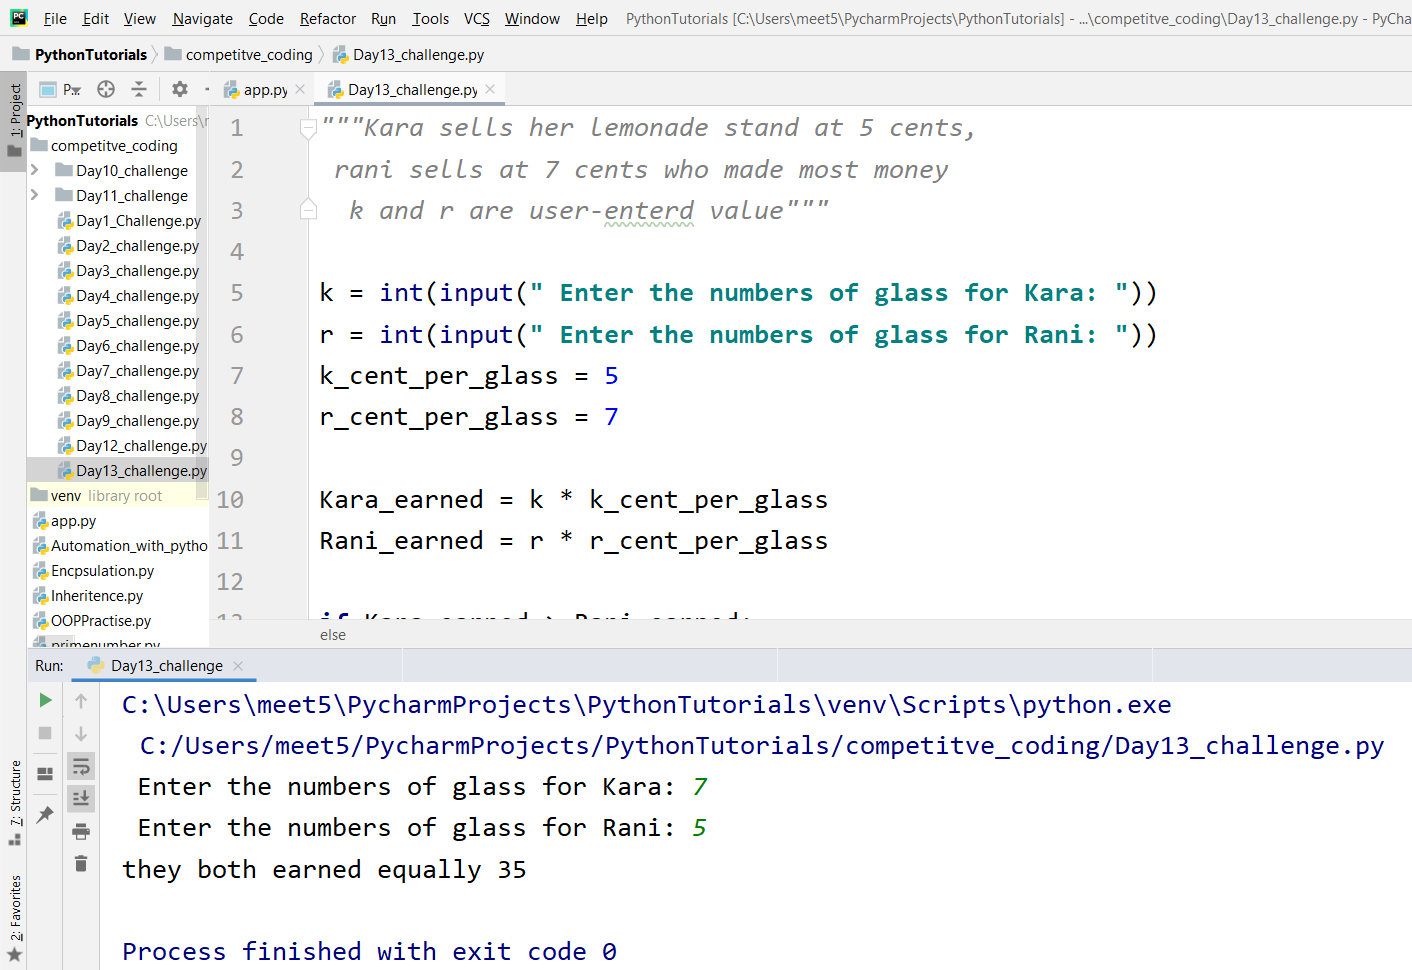 File Edit View Navigate Code Refactor Run Tools VCS Window Help PythonTutorials [C:\Users\meet5\PycharmProjects\PythonTutorials] - ...\competitve_coding\Day13_challenge.py - PyCha
PythonTutorials competitve_coding Day13_challenge.py
1: Project
P...
app.py
Day13_challenge.py
PythonTutorials C:\Users\
competitve_coding
Day10_challenge
Day11_challenge
Day1_Challenge.py
Day2_challenge.py
Day3_challenge.py
Day4_challenge.py
Day5_challenge.py
Day6_challenge.py
Day7_challenge.py
Day8_challenge.py
Day9_challenge.py
Day12_challenge.py
Day13_challenge.py
venv library root
app.py
Automation_with_pytho
Encpsulation.py
Inheritence.py
OOPPractise.py
primenumber.py
1 """Kara sells her lemonade stand at 5 cents,
2 rani sells at 7 cents who made most money
3 k and r are user-enterd value"""
4
5 k = int(input(" Enter the numbers of glass for Kara: "))
6 r = int(input(" Enter the numbers of glass for Rani: "))
7 k_cent_per_glass = 5
8 r_cent_per_glass = 7
9
10 Kara_earned = k * k_cent_per_glass
11 Rani_earned = r * r_cent_per_glass
12
13 if Kara_earned > Rani_earned:
else
Run: Day13_challenge
C:\Users\meet5\PycharmProjects\PythonTutorials\venv\Scripts\python.exe
C:/Users/meet5/PycharmProjects/PythonTutorials/competitve_coding/Day13_challenge.py
Enter the numbers of glass for Kara: 7
Enter the numbers of glass for Rani: 5
they both earned equally 35
Process finished with exit code 0
7: Structure
2: Favorites